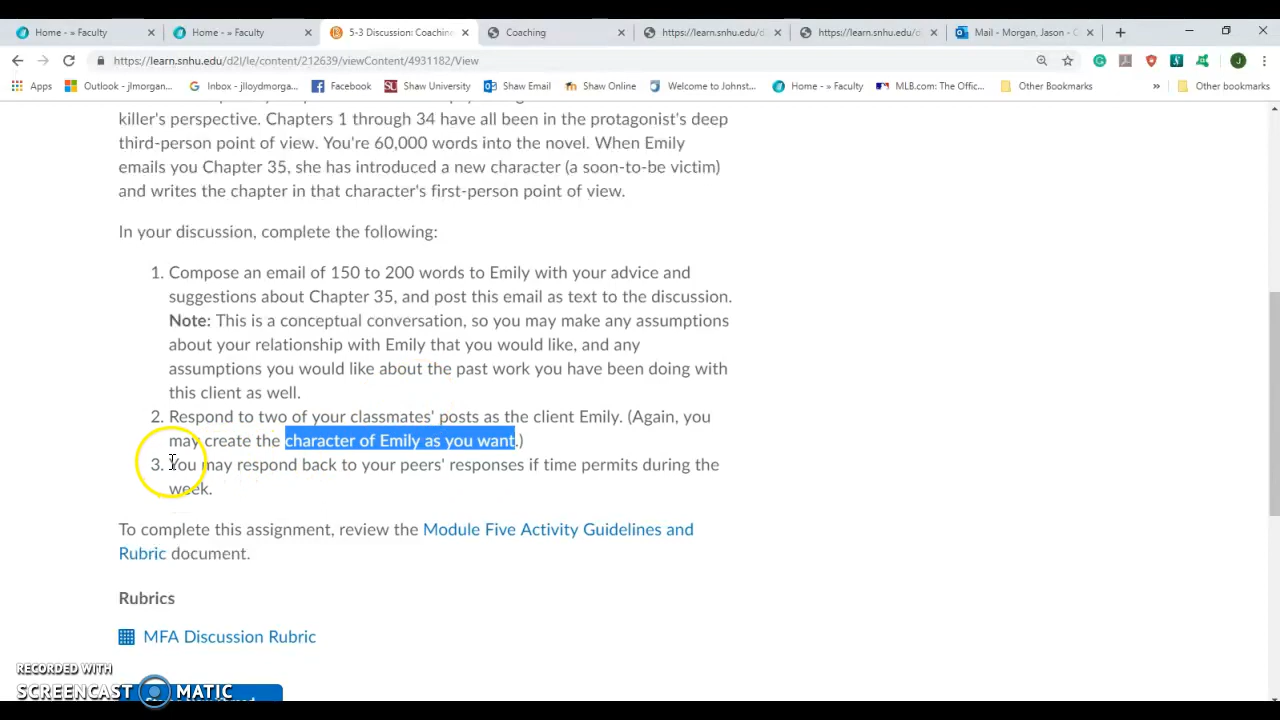 Home - » Faculty
Home - » Faculty
5-3 Discussion: Coaching
Coaching
https://learn.snhu.edu/d
https://learn.snhu.edu/d
Mail - Morgan, Jason - O
https://learn.snhu.edu/d2l/le/content/212639/viewContent/4931182/View
Apps
Outlook - jlmorgan...
Inbox - jlloydmorga...
Facebook
Shaw University
Shaw Email
Shaw Online
Welcome to Johnst...
Home - » Faculty
MLB.com: The Offic...
Other Bookmarks
»
Other bookmarks
killer's perspective. Chapters 1 through 34 have all been in the protagonist's deep
third-person point of view. You're 60,000 words into the novel. When Emily
emails you Chapter 35, she has introduced a new character (a soon-to-be victim)
and writes the chapter in that character's first-person point of view.
In your discussion, complete the following:
1. Compose an email of 150 to 200 words to Emily with your advice and
suggestions about Chapter 35, and post this email as text to the discussion.
Note: This is a conceptual conversation, so you may make any assumptions
about your relationship with Emily that you would like, and any
assumptions you would like about the past work you have been doing with
this client as well.
2. Respond to two of your classmates' posts as the client Emily. (Again, you
may create the character of Emily as you want.)
3. You may respond back to your peers' responses if time permits during the
week.
To complete this assignment, review the Module Five Activity Guidelines and
Rubric document.
Rubrics
MFA Discussion Rubric
RECORDED WITH
SCREENCAST MATIC